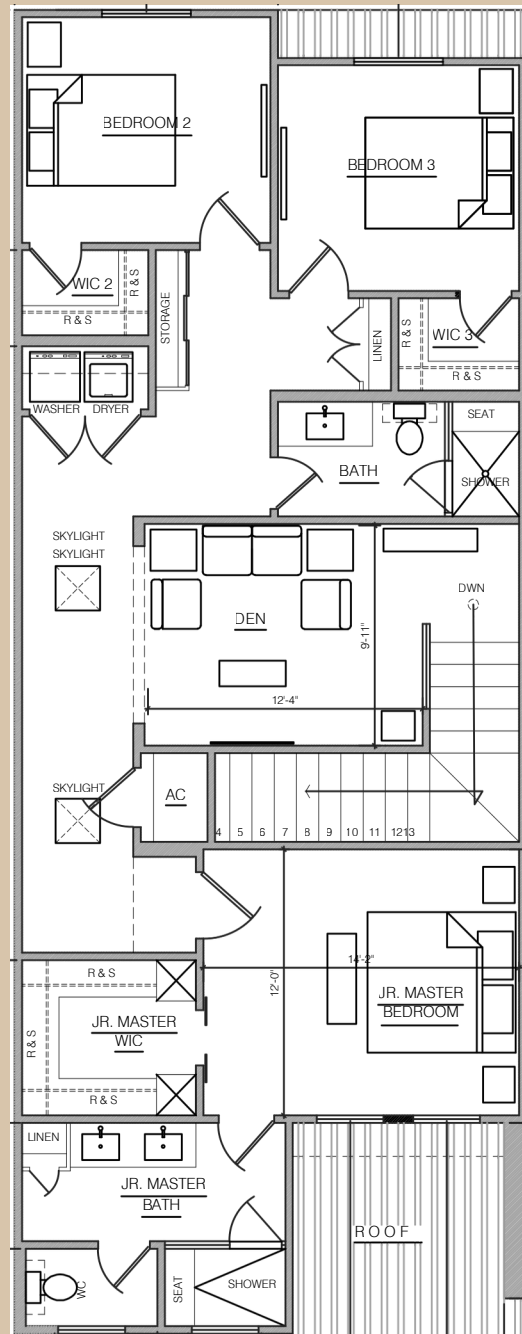 BEDROOM 2
BEDROOM 3
WIC 2
R & S
R & S
STORAGE
LINEN
R & S
WIC 3
R & S
WASHER
DRYER
SEAT
BATH
SHOWER
SKYLIGHT
SKYLIGHT
DEN
9'-11"
DWN
12'-4"
SKYLIGHT
AC
4 5 6 7 8 9 10 11 1213
R & S
14'-2"
12'-0"
JR. MASTER
BEDROOM
JR. MASTER
WIC
R & S
R & S
LINEN
JR. MASTER
BATH
ROOF
WC
SEAT
SHOWER